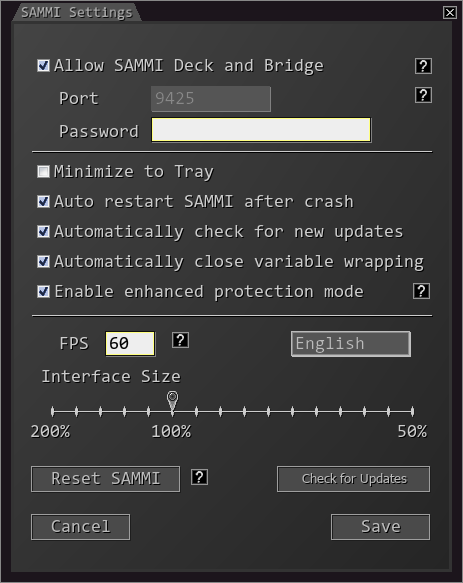 SAMMI Settings
Allow SAMMI Deck and Bridge ?
Port 9425 ?
Password
Minimize to Tray
Auto restart SAMMI after crash
Automatically check for new updates
Automatically close variable wrapping
Enable enhanced protection mode ?
FPS 60 ? English
Interface Size
200% 100% 50%
Reset SAMMI ? Check for Updates
Cancel Save